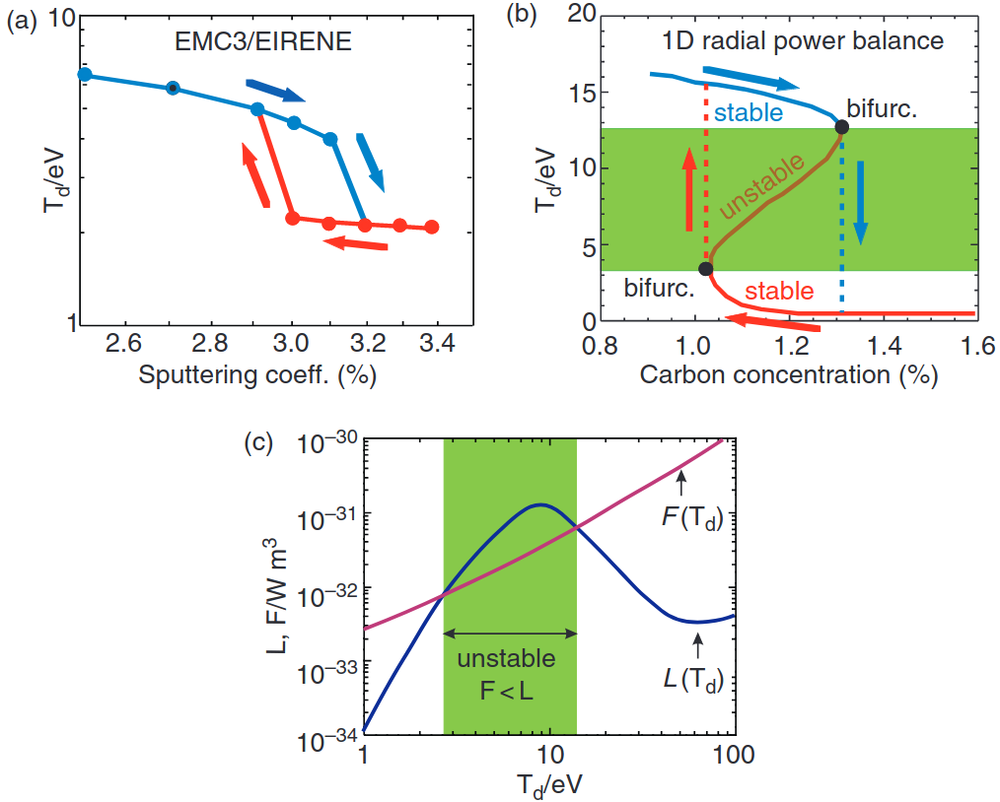 (a)
EMC3/EIRENE
10
1
T_d/eV
2.6 2.8 3.0 3.2 3.4
Sputtering coeff. (%)
(b)
1D radial power balance
20
15
10
5
0
T_d/eV
bifurc.
stable
unstable
bifurc.
stable
0.8 1.0 1.2 1.4 1.6
Carbon concentration (%)
(c)
10⁻³⁰
10⁻³¹
10⁻³²
10⁻³³
10⁻³⁴
L, F/W m³
F(T_d)
unstable
F < L
L(T_d)
1 10 100
T_d/eV